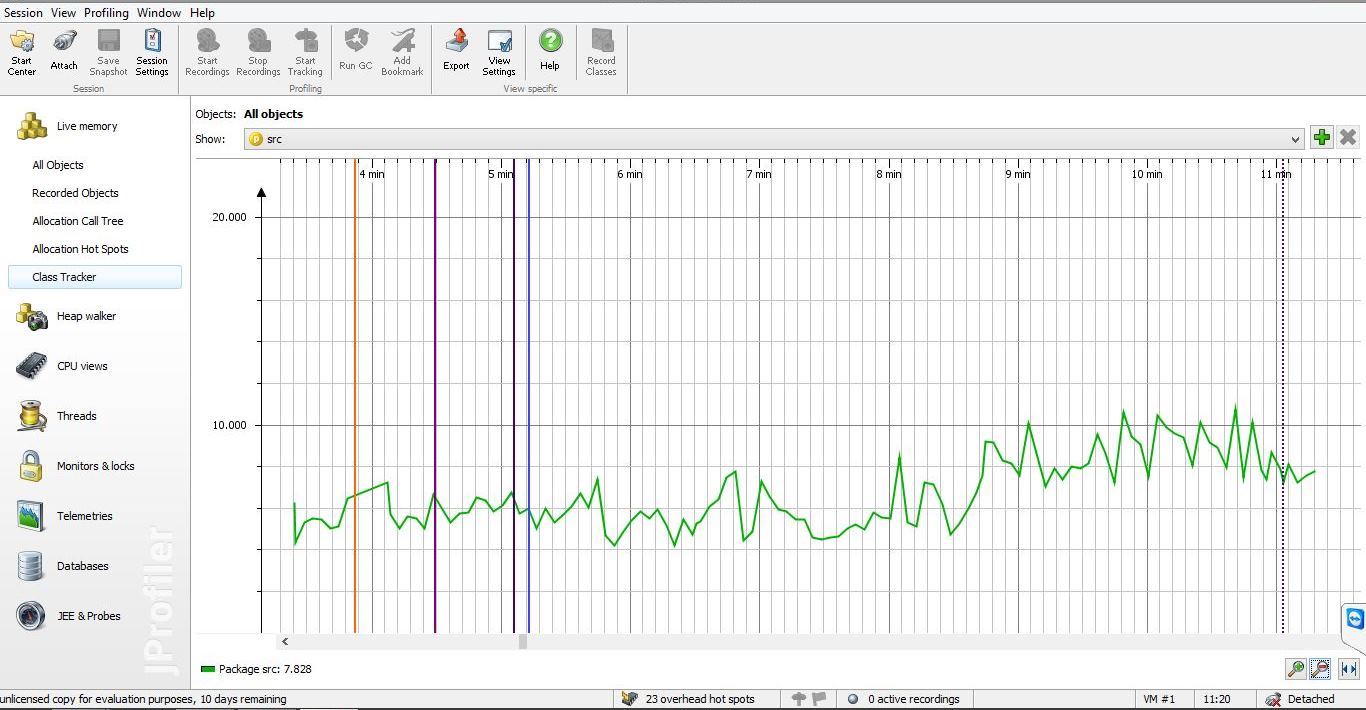 Session View Profiling Window Help
Start Center
Attach
Save Snapshot
Session Settings
Start Recordings
Stop Recordings
Start Tracking
Run GC
Add Bookmark
Export
View Settings
Help
Record Classes
Session
Profiling
View specific
Live memory
All Objects
Recorded Objects
Allocation Call Tree
Allocation Hot Spots
Class Tracker
Heap walker
CPU views
Threads
Monitors & locks
Telemetries
Databases
JEE & Probes
JProfiler
Objects: All objects
Show: src
4 min 5 min 6 min 7 min 8 min 9 min 10 min 11 min
20.000
10.000
Package src: 7.828
unlicensed copy for evaluation purposes, 10 days remaining
23 overhead hot spots
0 active recordings
VM #1
11:20
Detached